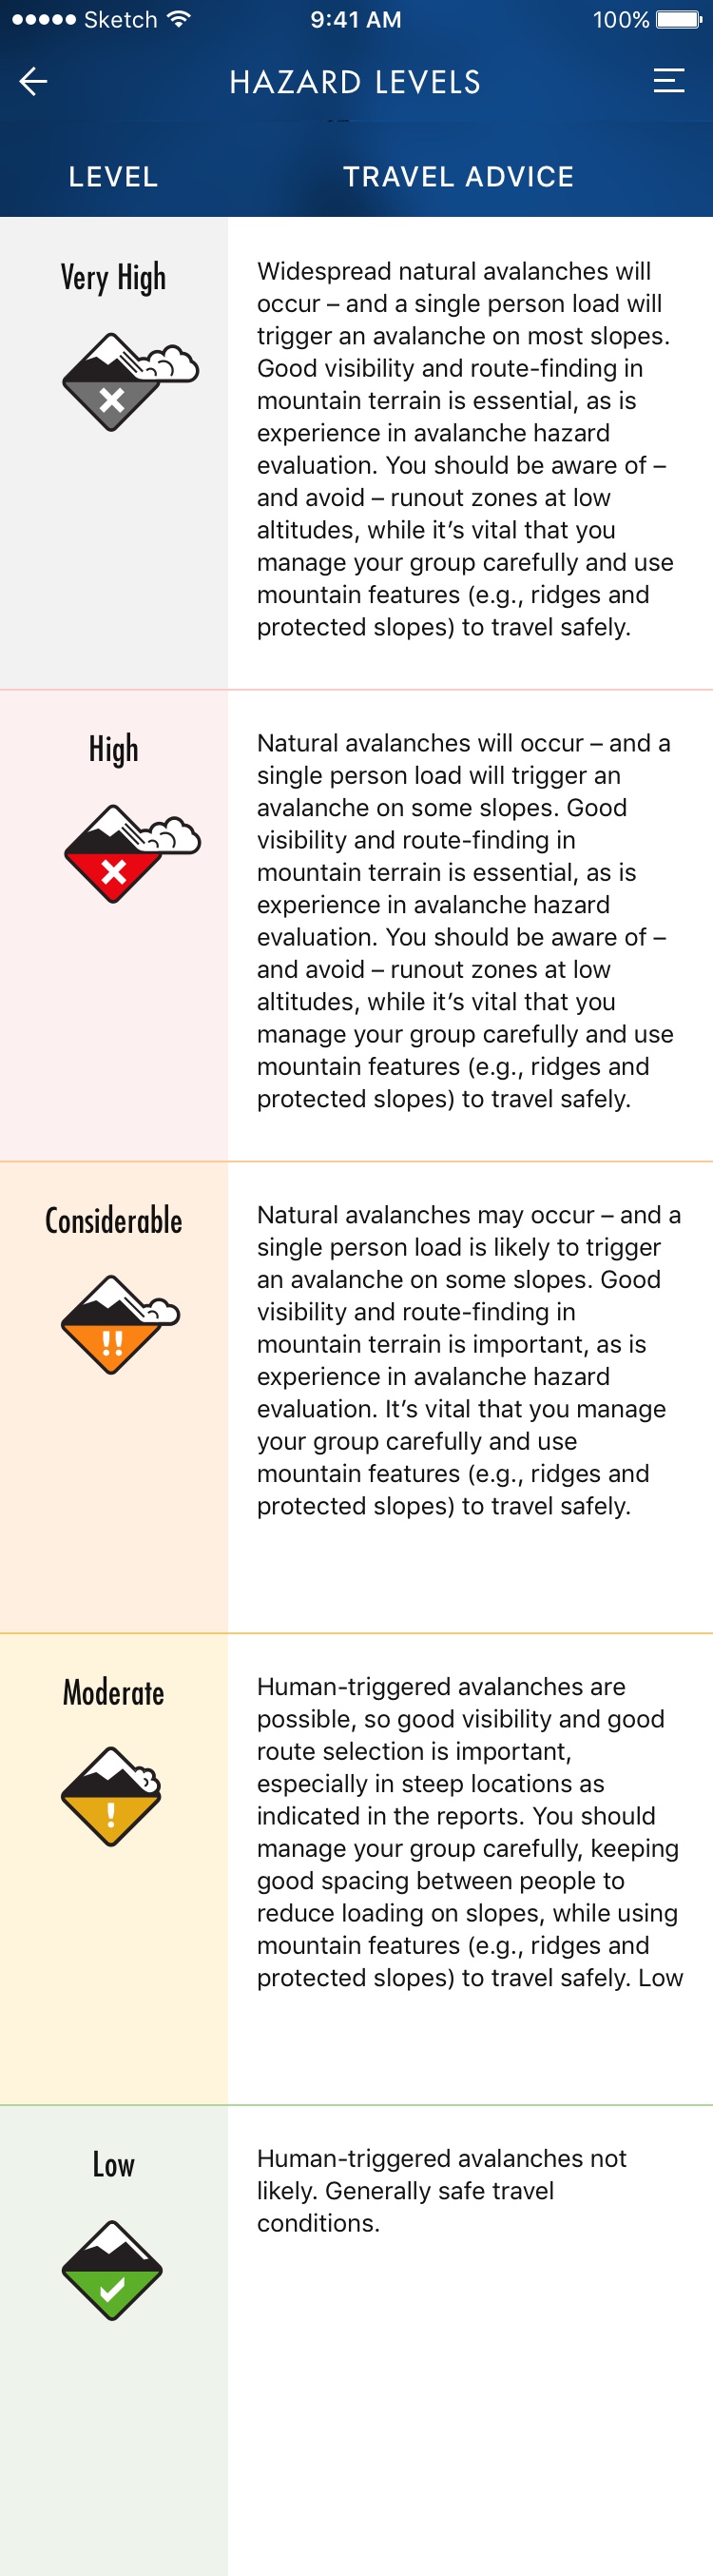 Sketch 9:41 AM 100%
HAZARD LEVELS
LEVEL TRAVEL ADVICE
Very High
Widespread natural avalanches will
occur – and a single person load will
trigger an avalanche on most slopes.
Good visibility and route-finding in
mountain terrain is essential, as is
experience in avalanche hazard
evaluation. You should be aware of –
and avoid – runout zones at low
altitudes, while it’s vital that you
manage your group carefully and use
mountain features (e.g., ridges and
protected slopes) to travel safely.
High
Natural avalanches will occur – and a
single person load will trigger an
avalanche on some slopes. Good
visibility and route-finding in
mountain terrain is essential, as is
experience in avalanche hazard
evaluation. You should be aware of –
and avoid – runout zones at low
altitudes, while it’s vital that you
manage your group carefully and use
mountain features (e.g., ridges and
protected slopes) to travel safely.
Considerable
!!
Natural avalanches may occur – and a
single person load is likely to trigger
an avalanche on some slopes. Good
visibility and route-finding in
mountain terrain is important, as is
experience in avalanche hazard
evaluation. It’s vital that you manage
your group carefully and use
mountain features (e.g., ridges and
protected slopes) to travel safely.
Moderate
!
Human-triggered avalanches are
possible, so good visibility and good
route selection is important,
especially in steep locations as
indicated in the reports. You should
manage your group carefully, keeping
good spacing between people to
reduce loading on slopes, while using
mountain features (e.g., ridges and
protected slopes) to travel safely. Low
Low
Human-triggered avalanches not
likely. Generally safe travel
conditions.